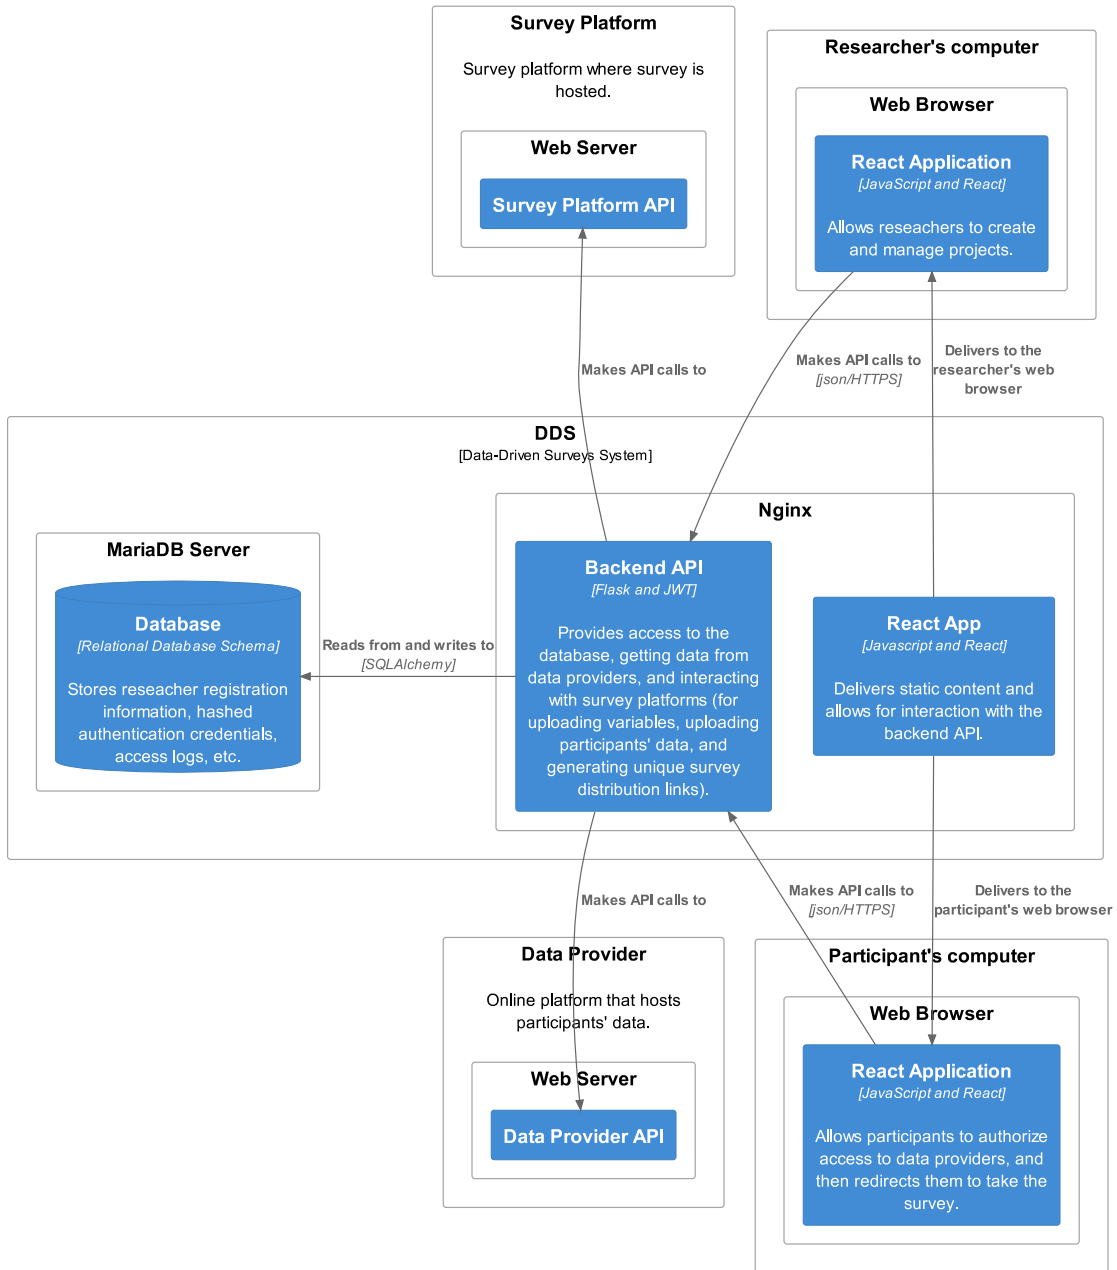 Survey Platform
Survey platform where survey is
hosted.
Web Server
Survey Platform API
Researcher's computer
Web Browser
React Application
[JavaScript and React]
Allows reseachers to create
and manage projects.
Makes API calls to
Makes API calls to
[json/HTTPS]
Delivers to the
researcher's web
browser
DDS
[Data-Driven Surveys System]
Nginx
MariaDB Server
Database
[Relational Database Schema]
Stores reseacher registration
information, hashed
authentication credentials,
access logs, etc.
Reads from and writes to
[SQLAlchemy]
Backend API
[Flask and JWT]
Provides access to the
database, getting data from
data providers, and interacting
with survey platforms (for
uploading variables, uploading
participants' data, and
generating unique survey
distribution links).
React App
[Javascript and React]
Delivers static content and
allows for interaction with the
backend API.
Makes API calls to
Makes API calls to
[json/HTTPS]
Delivers to the
participant's web browser
Data Provider
Online platform that hosts
participants' data.
Web Server
Data Provider API
Participant's computer
Web Browser
React Application
[JavaScript and React]
Allows participants to authorize
access to data providers, and
then redirects them to take the
survey.